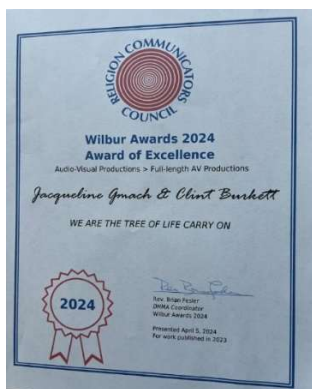 RELIGION COMMUNICATORS COUNCIL
Wilbur Awards 2024
Award of Excellence
Audio-Visual Productions > Full-length AV Productions
Jacqueline Gmach & Clint Burkett
WE ARE THE TREE OF LIFE CARRY ON
2024
Rev. Brian Fesler
Coordinator
Wilbur Awards 2024
Presented April 5, 2024
For work published in 2023